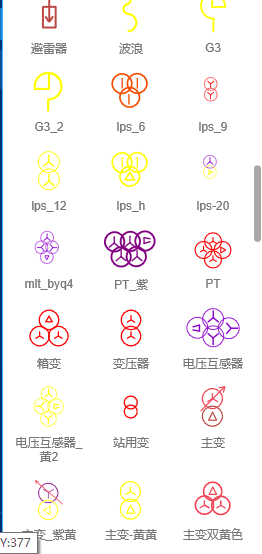 避雷器 波浪 G3
G3_2 lps_6 lps_9
lps_12 lps_h lps-20
mlt_byq4 PT_紫 PT
箱变 变压器 电压互感器
电压互感器_
黄2 站用变 主变
主变_紫黄 主变-黄黄 主变双黄色
Y:377